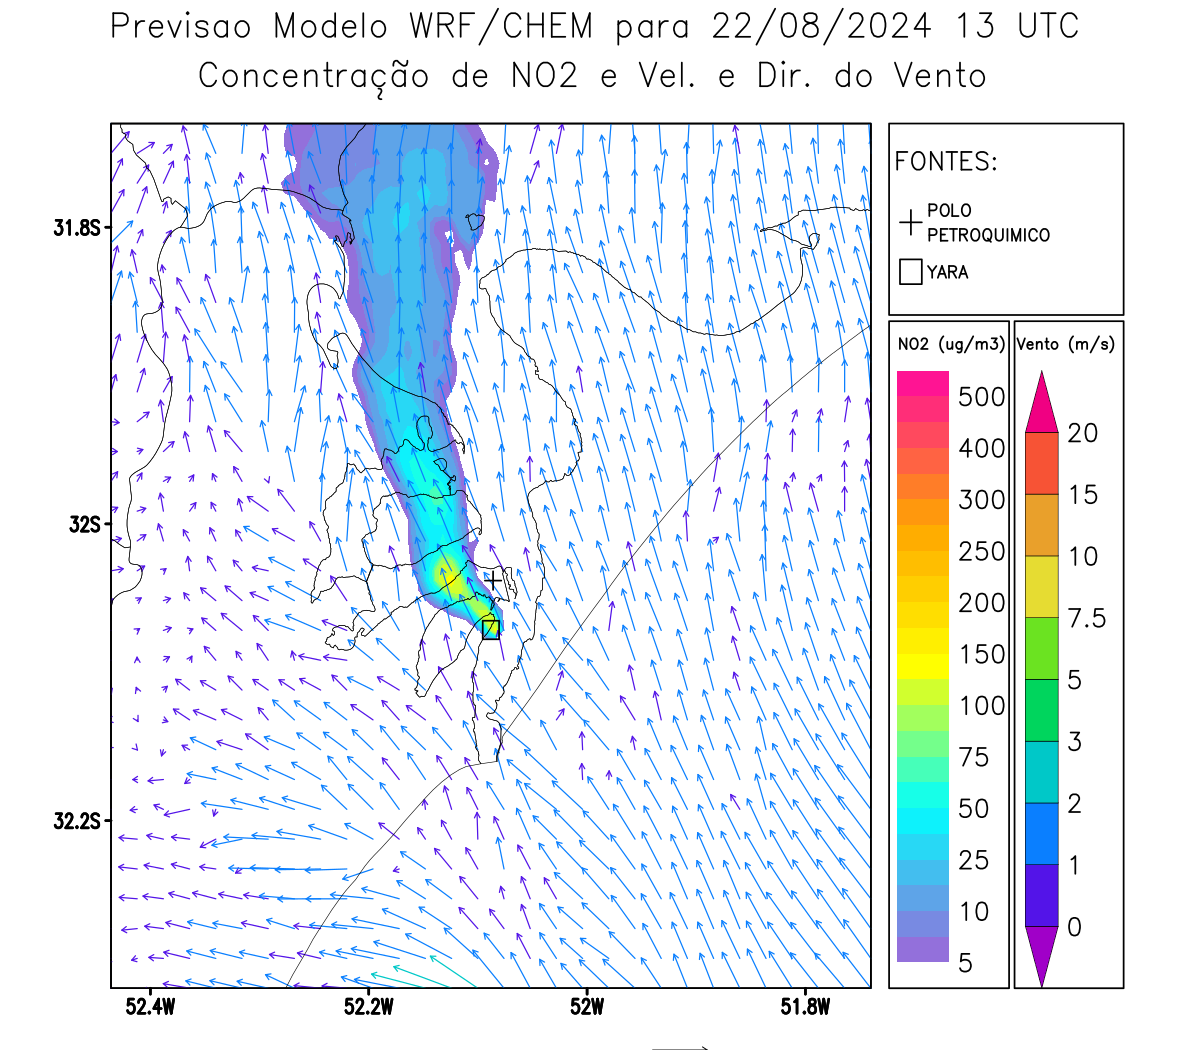 Previsao Modelo WRF/CHEM para 22/08/2024 13 UTC
Concentração de NO2 e Vel. e Dir. do Vento
FONTES:
POLO
PETROQUIMICO
YARA
NO2 (ug/m3)
500
400
300
250
200
150
100
75
50
25
10
5
Vento (m/s)
20
15
10
7.5
5
3
2
1
0
31.8S
32S
32.2S
52.4W
52.2W
52W
51.8W